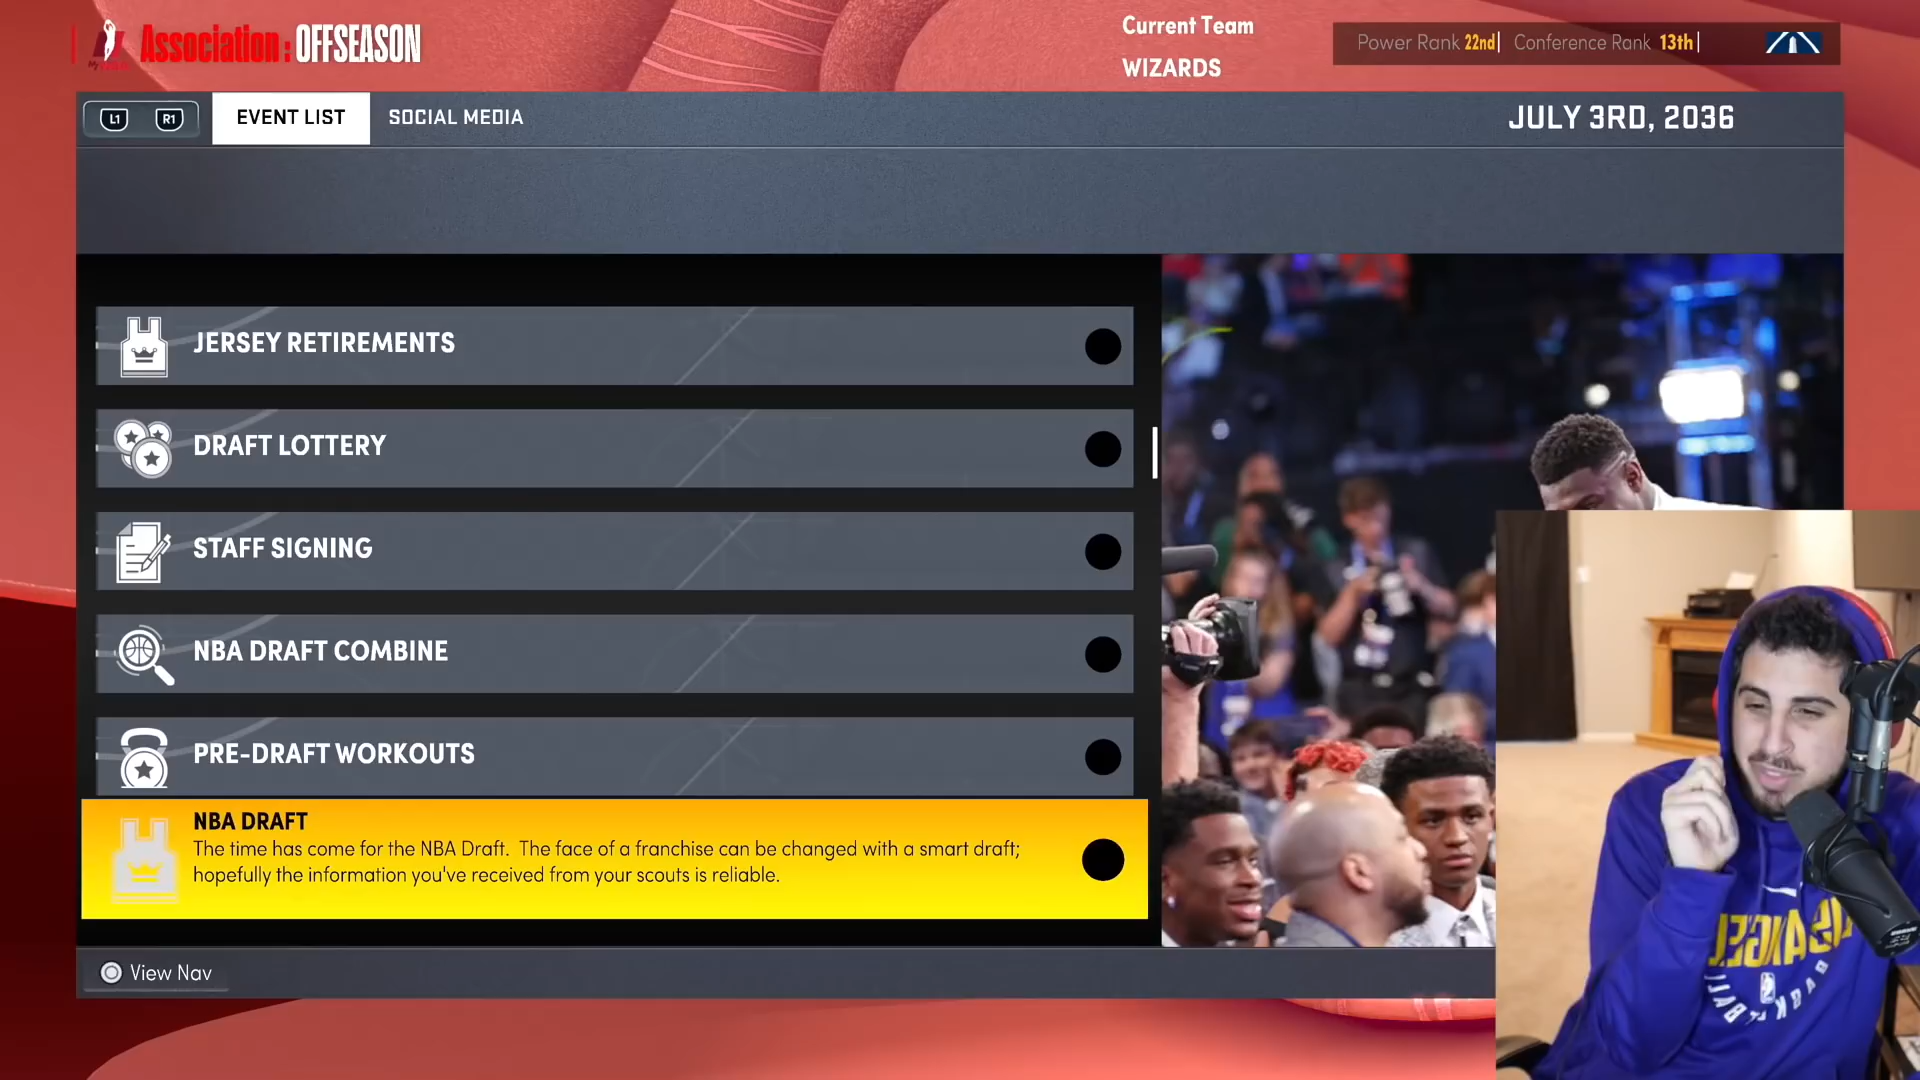 Association: OFFSEASON
Current Team
WIZARDS
Power Rank 22nd| Conference Rank 13th|
L1 R1 EVENT LIST SOCIAL MEDIA
JULY 3RD, 2036
JERSEY RETIREMENTS
DRAFT LOTTERY
STAFF SIGNING
NBA DRAFT COMBINE
PRE-DRAFT WORKOUTS
NBA DRAFT
The time has come for the NBA Draft. The face of a franchise can be changed with a smart draft;
hopefully the information you've received from your scouts is reliable.
View Nav